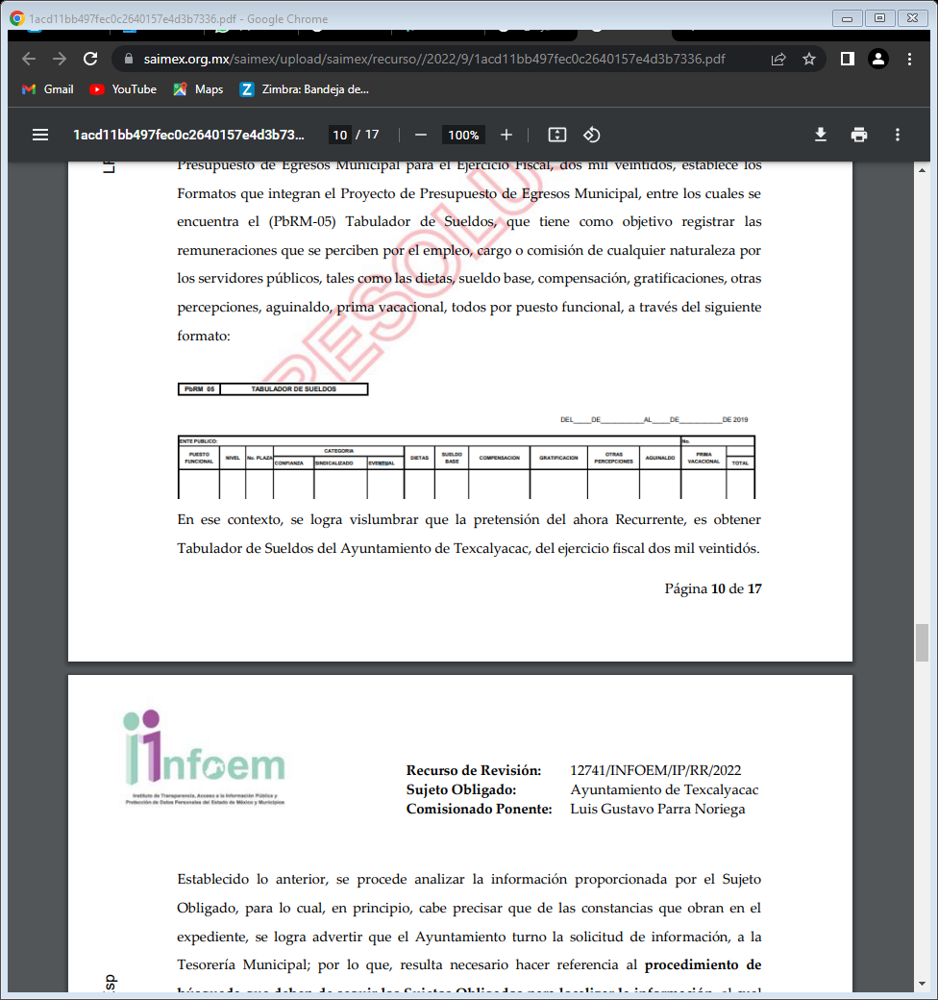 1acd11bb497fec0c2640157e4d3b7336.pdf - Google Chrome
saimex.org.mx/saimex/upload/saimex/recurso//2022/9/1acd11bb497fec0c2640157e4d3b7336.pdf
Gmail YouTube Maps Zimbra: Bandeja de...
1acd11bb497fec0c2640157e4d3b73... 10 / 17 100%
Presupuesto de Egresos Municipal para el Ejercicio Fiscal, dos mil veintidos, establece los
Formatos que integran el Proyecto de Presupuesto de Egresos Municipal, entre los cuales se
encuentra el (PbRM-05) Tabulador de Sueldos, que tiene como objetivo registrar las
remuneraciones que se perciben por el empleo, cargo o comisión de cualquier naturaleza por
los servidores públicos, tales como las dietas, sueldo base, compensación, gratificaciones, otras
percepciones, aguinaldo, prima vacacional, todos por puesto funcional, a través del siguiente
formato:
RESOLU
PbRM 05 TABULADOR DE SUELDOS
DEL____DE__________AL____DE__________DE 2019
ENTE PUBLICO: No.
PUESTO FUNCIONAL NIVEL No. PLAZA CATEGORIA DIETAS SUELDO BASE COMPENSACION GRATIFICACION OTRAS PERCEPCIONES AGUINALDO PRIMA VACACIONAL TOTAL
CONFIANZA SINDICALIZADO EVENTUAL
En ese contexto, se logra vislumbrar que la pretensión del ahora Recurrente, es obtener
Tabulador de Sueldos del Ayuntamiento de Texcalyacac, del ejercicio fiscal dos mil veintidós.
Página 10 de 17
infoem
Instituto de Transparencia, Acceso a la Información Pública y
Protección de Datos Personales del Estado de México y Municipios
Recurso de Revisión: 12741/INFOEM/IP/RR/2022
Sujeto Obligado: Ayuntamiento de Texcalyacac
Comisionado Ponente: Luis Gustavo Parra Noriega
Establecido lo anterior, se procede analizar la información proporcionada por el Sujeto
Obligado, para lo cual, en principio, cabe precisar que de las constancias que obran en el
expediente, se logra advertir que el Ayuntamiento turno la solicitud de información, a la
Tesorería Municipal; por lo que, resulta necesario hacer referencia al procedimiento de
búsqueda que deben de seguir los Sujetos Obligados para localizar la información, el cual